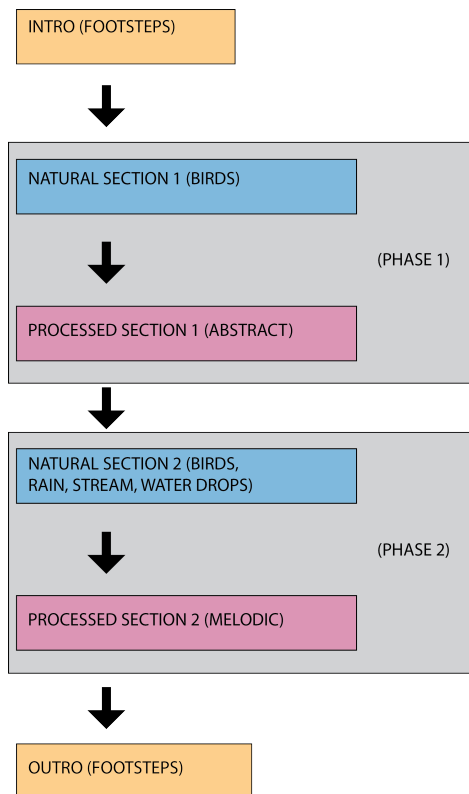 INTRO (FOOTSTEPS)
NATURAL SECTION 1 (BIRDS)
(PHASE 1)
PROCESSED SECTION 1 (ABSTRACT)
NATURAL SECTION 2 (BIRDS,
RAIN, STREAM, WATER DROPS)
(PHASE 2)
PROCESSED SECTION 2 (MELODIC)
OUTRO (FOOTSTEPS)